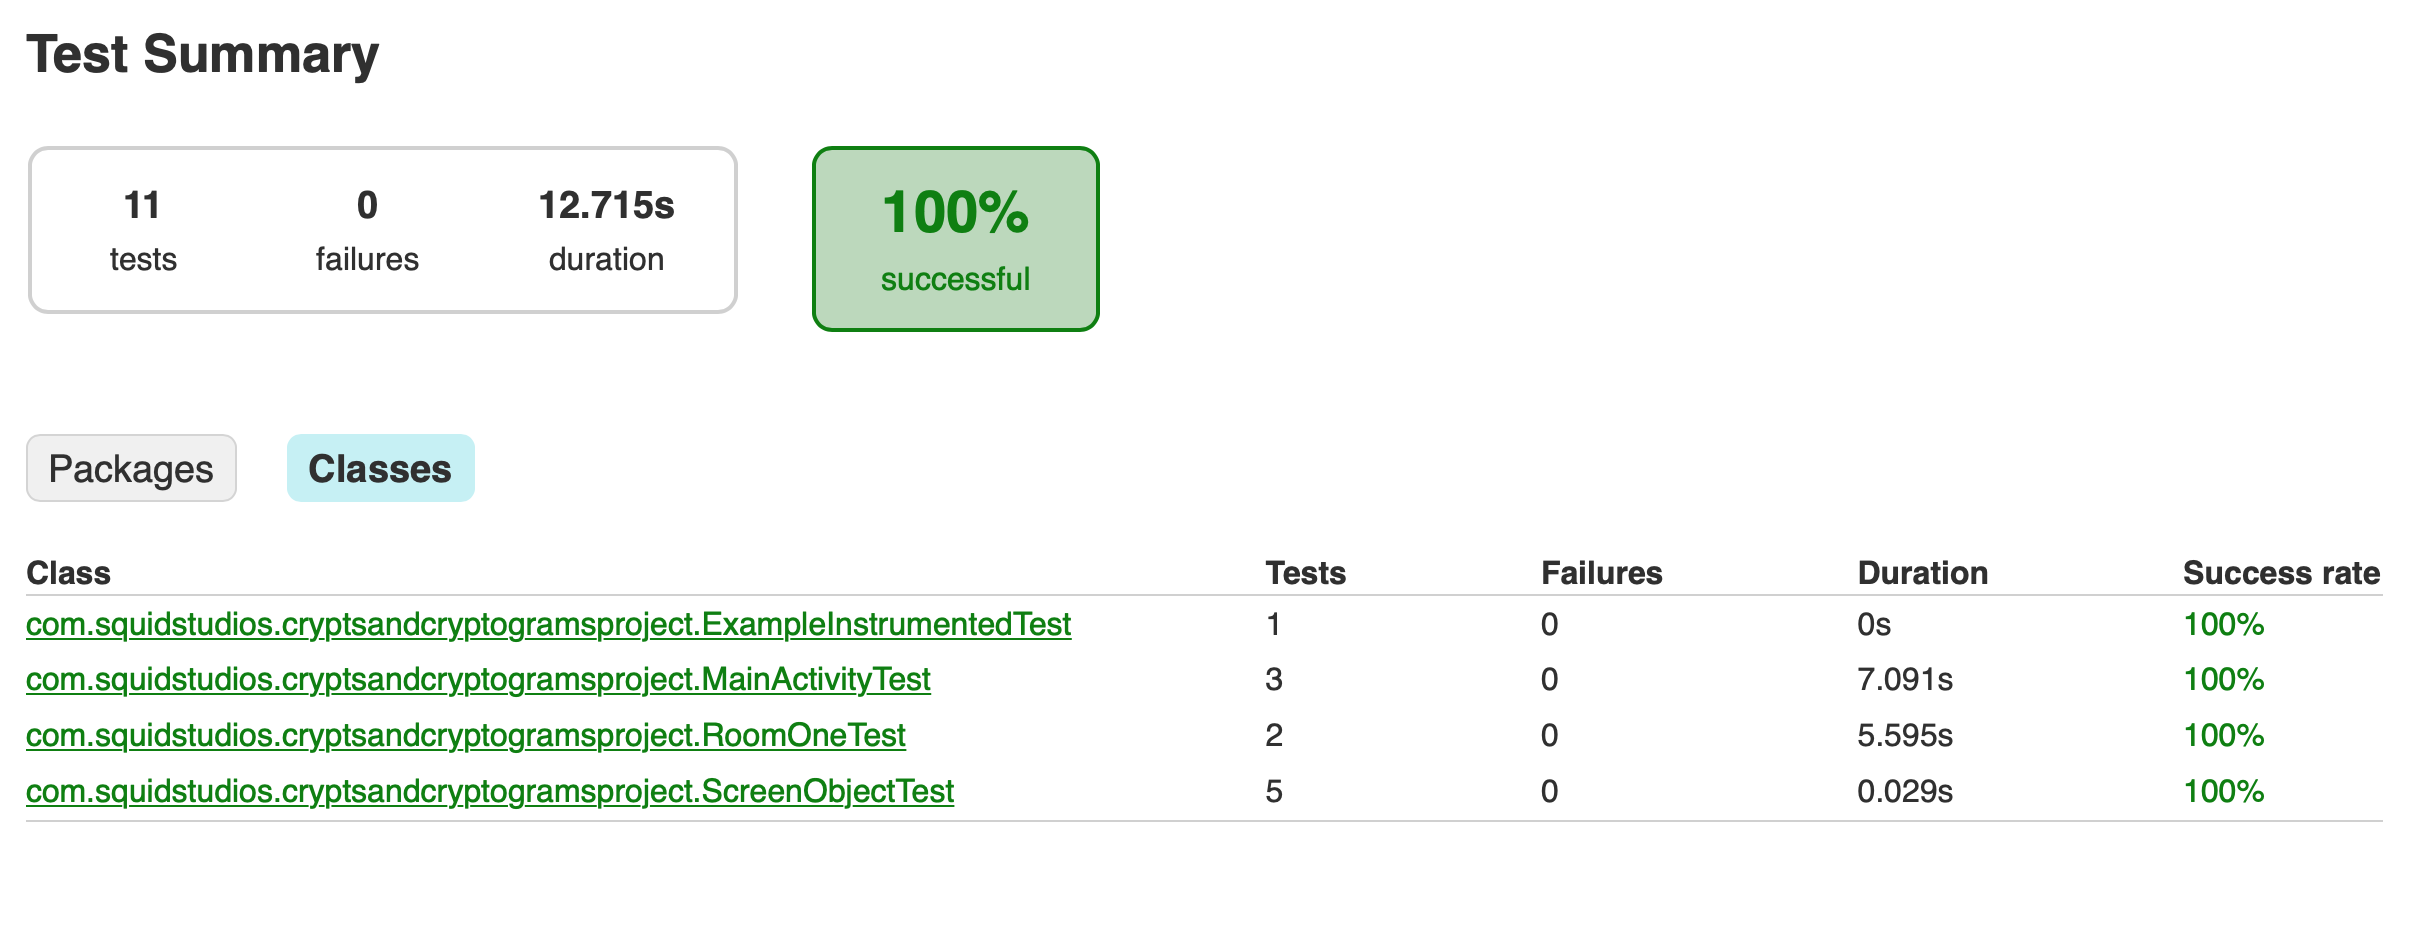 Test Summary
11 0 12.715s 100%
tests failures duration successful
Packages Classes
Class Tests Failures Duration Success rate
com.squidstudios.cryptsandcryptogramsproject.ExampleInstrumentedTest 1 0 0s 100%
com.squidstudios.cryptsandcryptogramsproject.MainActivityTest 3 0 7.091s 100%
com.squidstudios.cryptsandcryptogramsproject.RoomOneTest 2 0 5.595s 100%
com.squidstudios.cryptsandcryptogramsproject.ScreenObjectTest 5 0 0.029s 100%